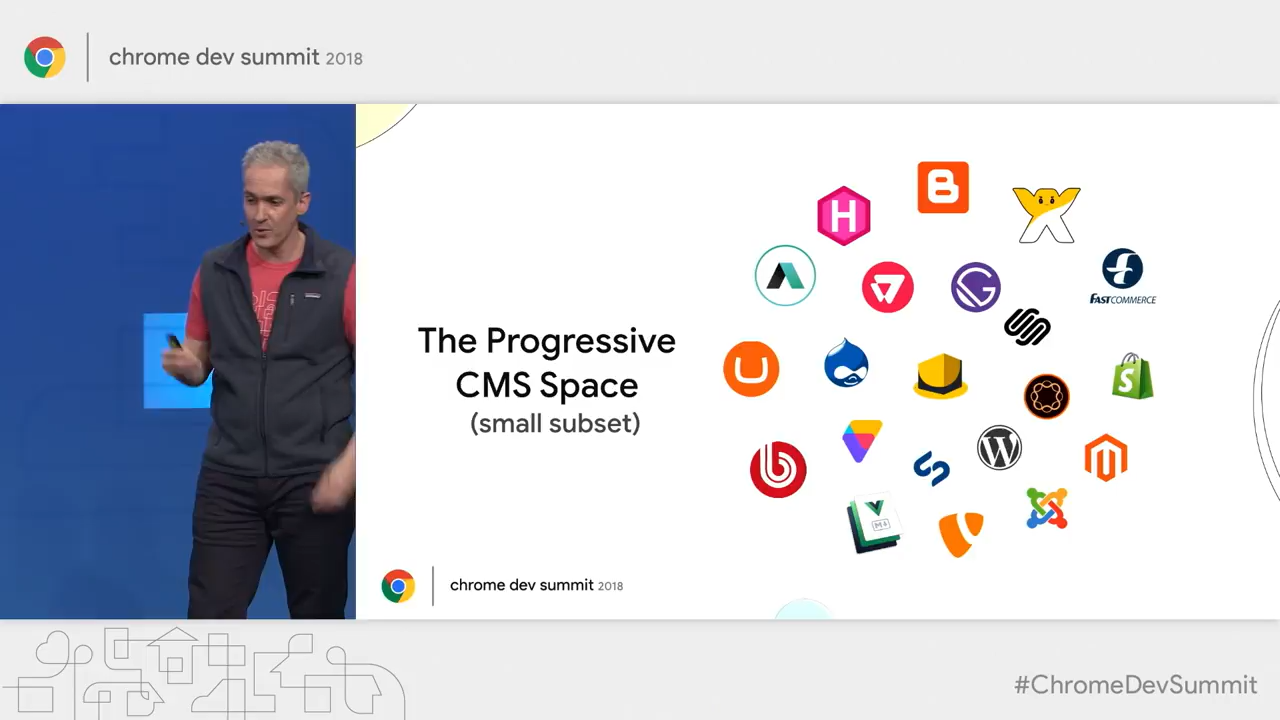 chrome dev summit 2018
The Progressive
CMS Space
(small subset)
H
B
FASTCOMMERCE
S
W
M↓
chrome dev summit 2018
#ChromeDevSummit